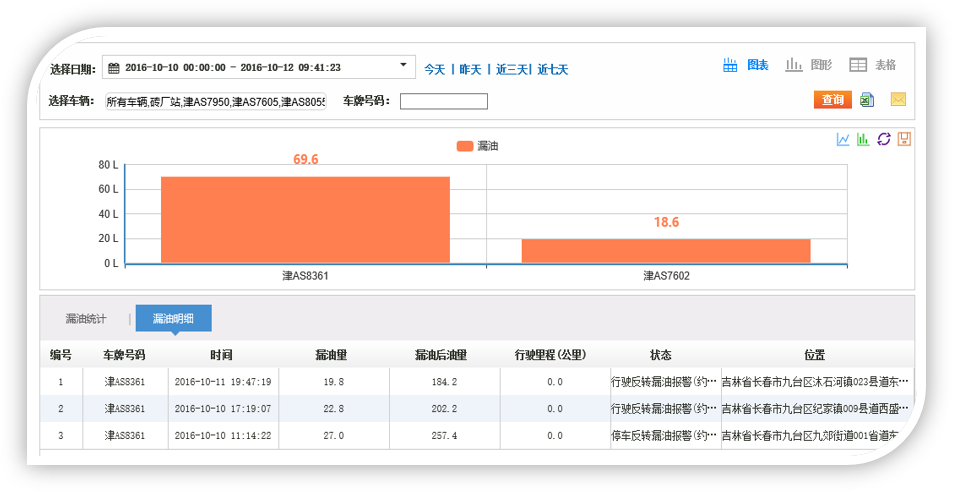 选择日期: 2016-10-10 00:00:00 - 2016-10-12 09:41:23 今天 | 昨天 | 近三天| 近七天 图表 图形 表格
选择车辆: 所有车辆,砖厂站,津AS7950,津AS7605,津AS8055 车牌号码: 查询
漏油
69.6
80 L
60 L
18.6
40 L
20 L
0 L
津AS8361 津AS7602
漏油统计 | 漏油明细
编号 车牌号码 时间 漏油量 漏油后油量 行驶里程(公里) 状态 位置
1 津AS8361 2016-10-11 19:47:19 19.8 184.2 0.0 行驶反转漏油报警(约… 吉林省长春市九台区沐石河镇023县道东…
2 津AS8361 2016-10-10 17:19:07 22.8 202.2 0.0 行驶反转漏油报警(约… 吉林省长春市九台区纪家镇009县道西盛…
3 津AS8361 2016-10-10 11:14:22 27.0 257.4 0.0 停车反转漏油报警(约… 吉林省长春市九台区九郊街道001省道东…